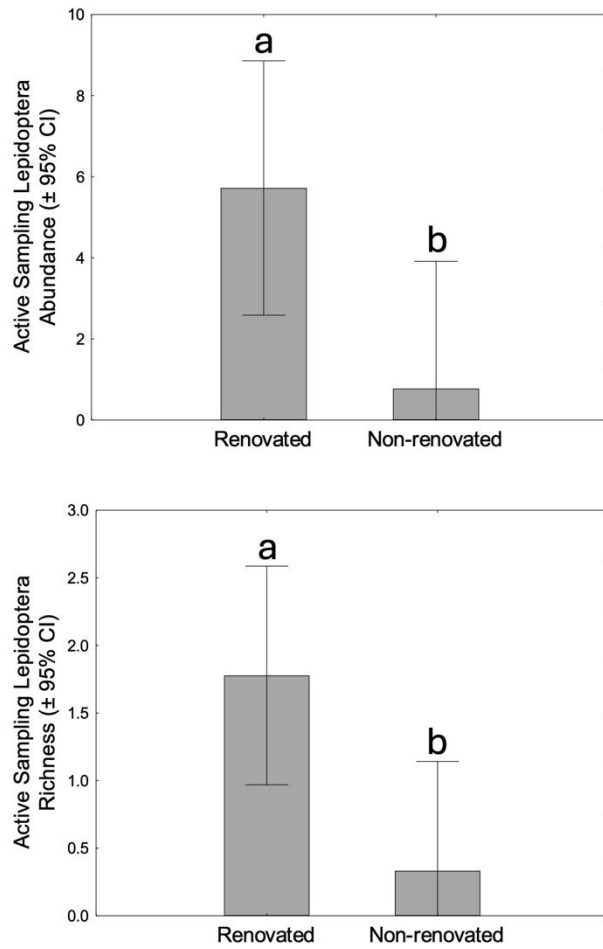 Active Sampling Lepidoptera
Abundance (± 95% CI)
10
8
6
4
2
0
a
b
Renovated
Non-renovated
Active Sampling Lepidoptera
Richness (± 95% CI)
3.0
2.5
2.0
1.5
1.0
0.5
0.0
a
b
Renovated
Non-renovated